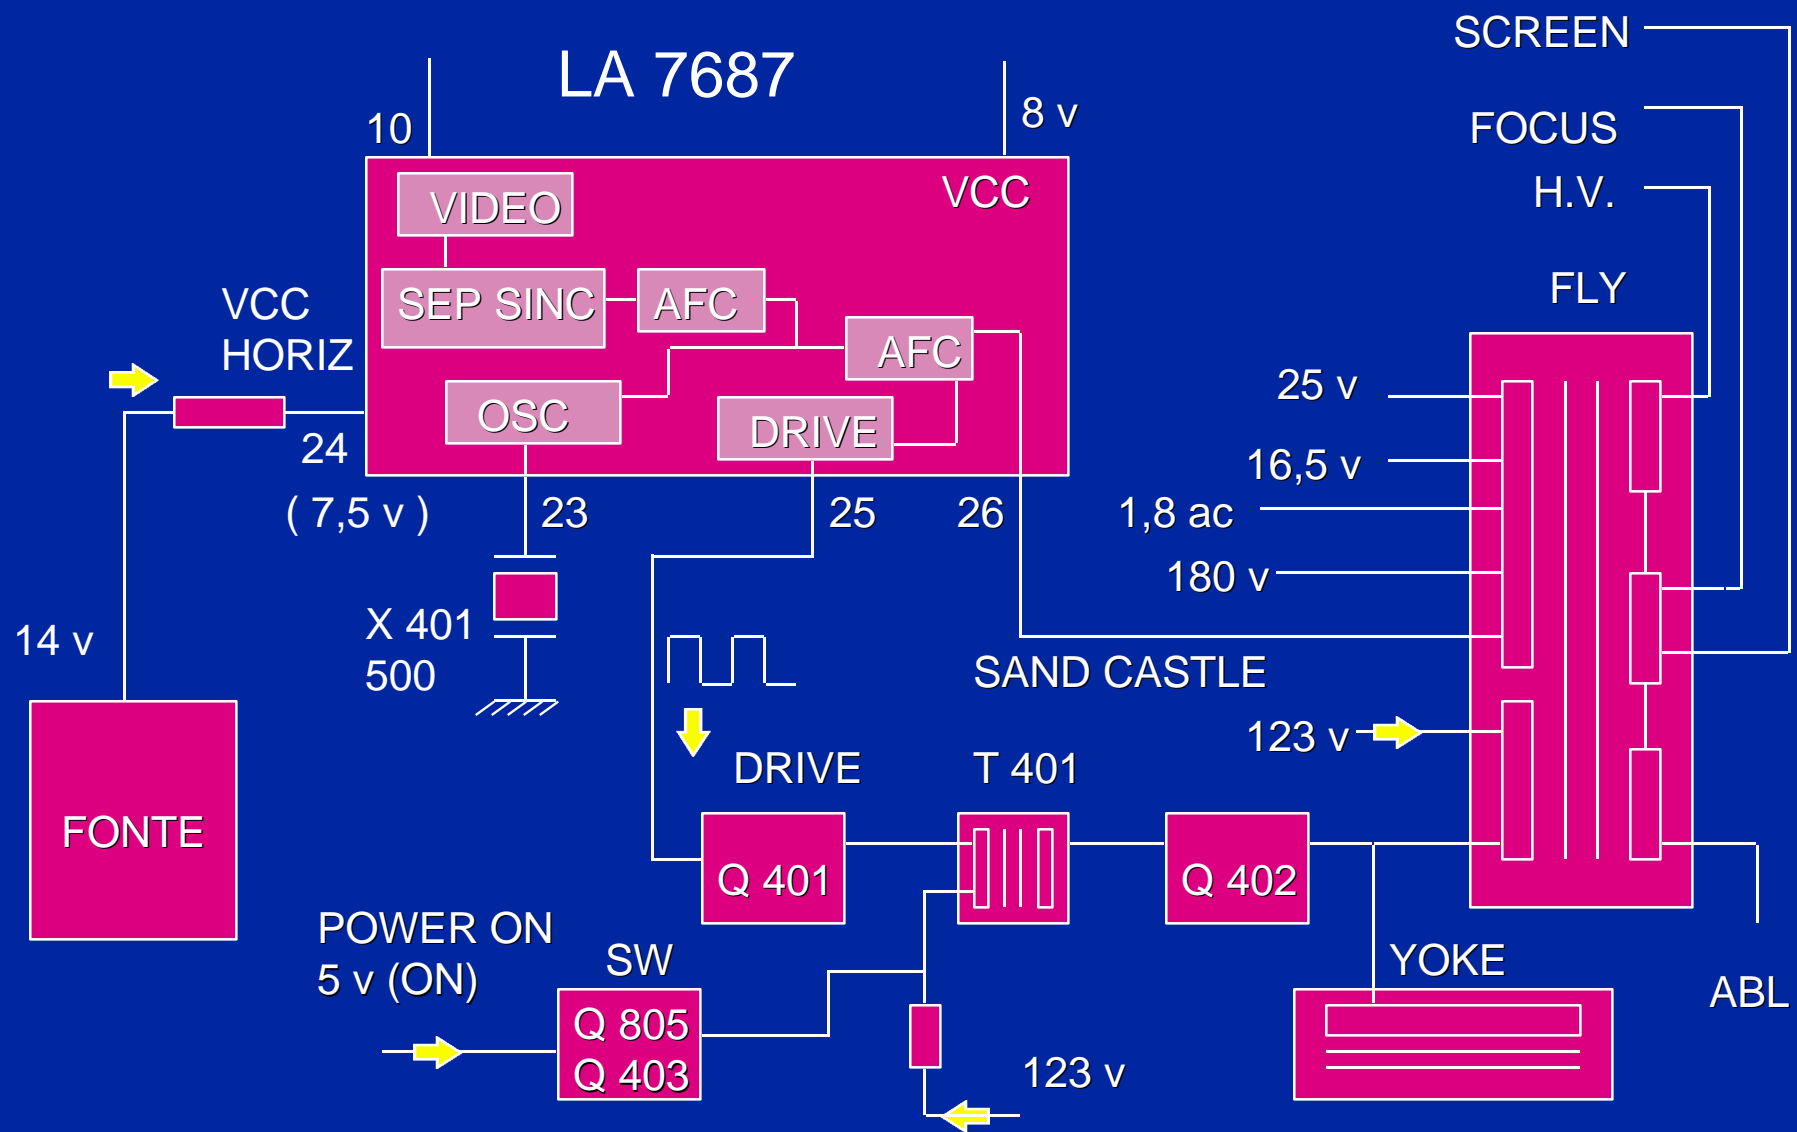 SCREEN
LA 7687
10
8 v
FOCUS
VIDEO
VCC
H.V.
VCC
HORIZ
SEP SINC
AFC
AFC
FLY
25 v
OSC
DRIVE
24
16,5 v
( 7,5 v )
23
25
26
1,8 ac
180 v
X 401
500
14 v
SAND CASTLE
123 v
DRIVE
T 401
FONTE
Q 401
Q 402
POWER ON
5 v (ON)
SW
YOKE
ABL
Q 805
Q 403
123 v